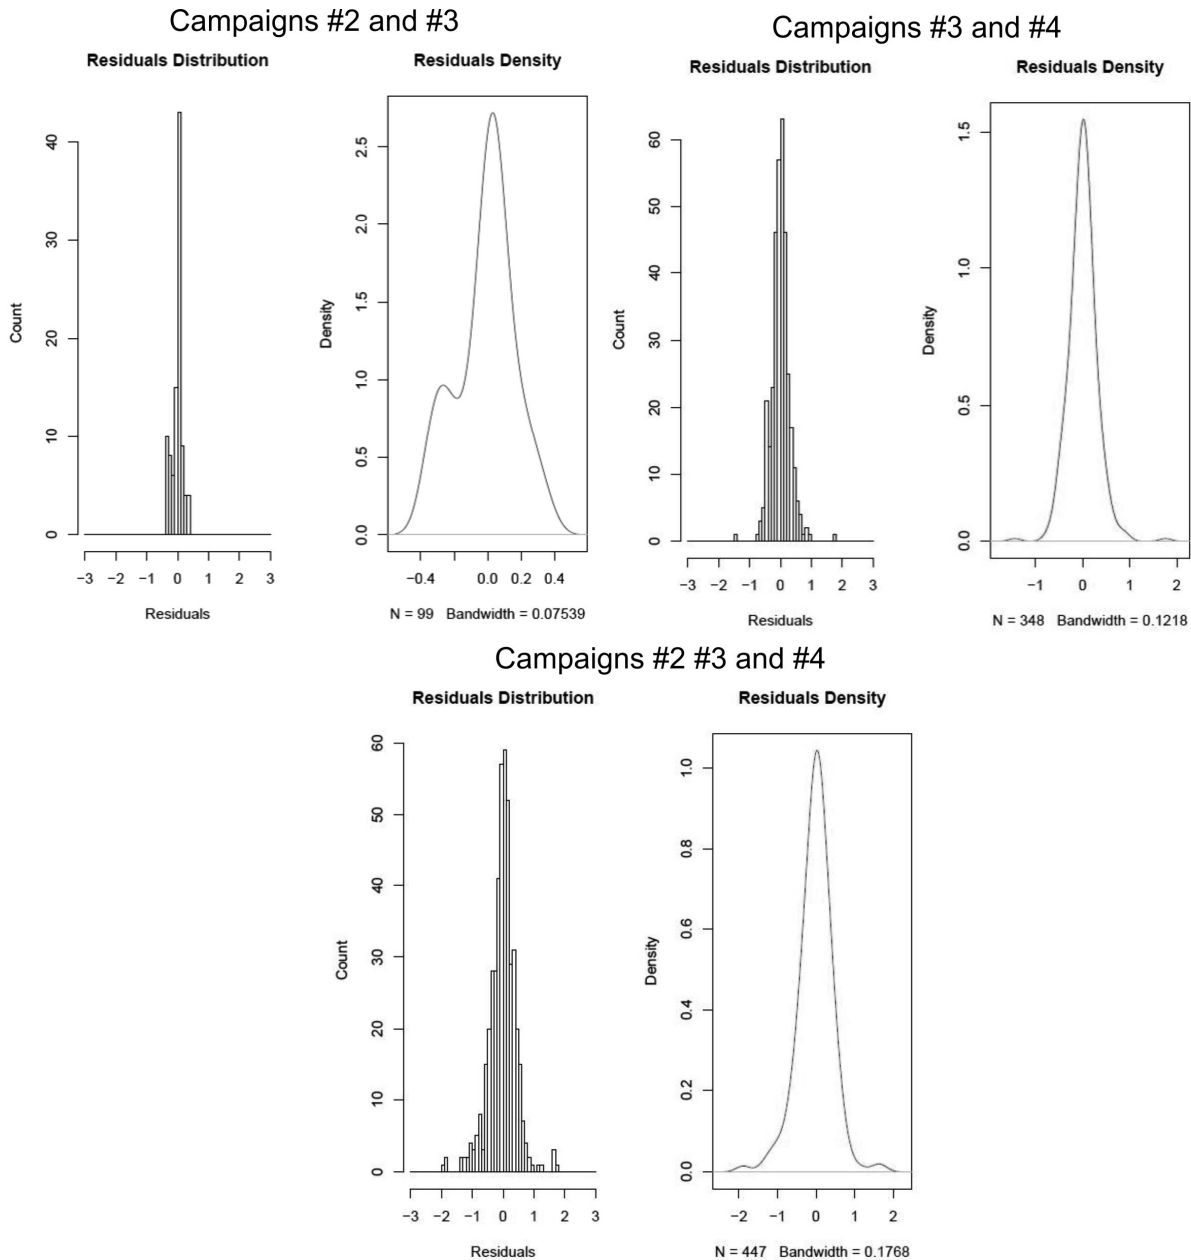 Campaigns #2 and #3
Residuals Distribution
Residuals Density
Count
0
10
20
30
40
−3 −2 −1 0 1 2 3
Residuals
Density
0.0
0.5
1.0
1.5
2.0
2.5
−0.4 0.0 0.2 0.4
N = 99 Bandwidth = 0.07539
Campaigns #3 and #4
Residuals Distribution
Residuals Density
Count
0
10
20
30
40
50
60
−3 −2 −1 0 1 2 3
Residuals
Density
0.0
0.5
1.0
1.5
−1 0 1 2
N = 348 Bandwidth = 0.1218
Campaigns #2 #3 and #4
Residuals Distribution
Residuals Density
Count
0
10
20
30
40
50
60
−3 −2 −1 0 1 2 3
Residuals
Density
0.0
0.2
0.4
0.6
0.8
1.0
−2 −1 0 1 2
N = 447 Bandwidth = 0.1768